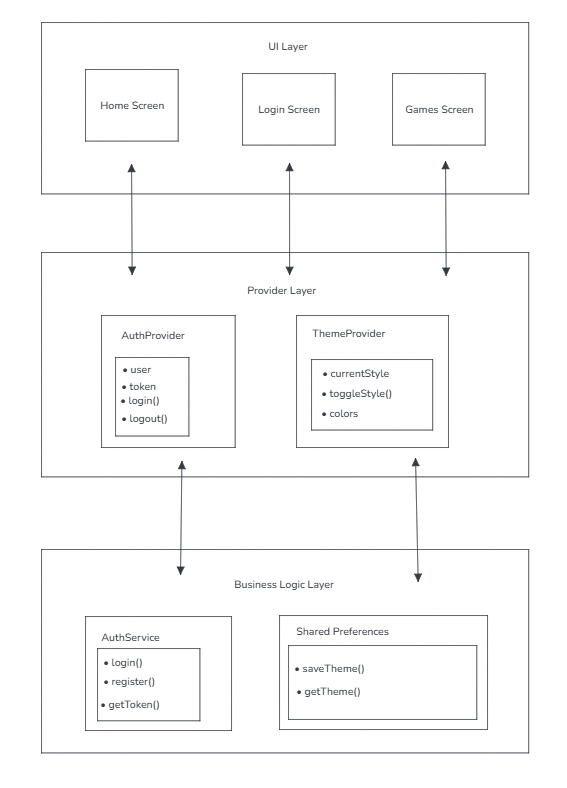 UI Layer
Home Screen
Login Screen
Games Screen
Provider Layer
AuthProvider
• user
• token
• login()
• logout()
ThemeProvider
• currentStyle
• toggleStyle()
• colors
Business Logic Layer
AuthService
• login()
• register()
• getToken()
Shared Preferences
• saveTheme()
• getTheme()